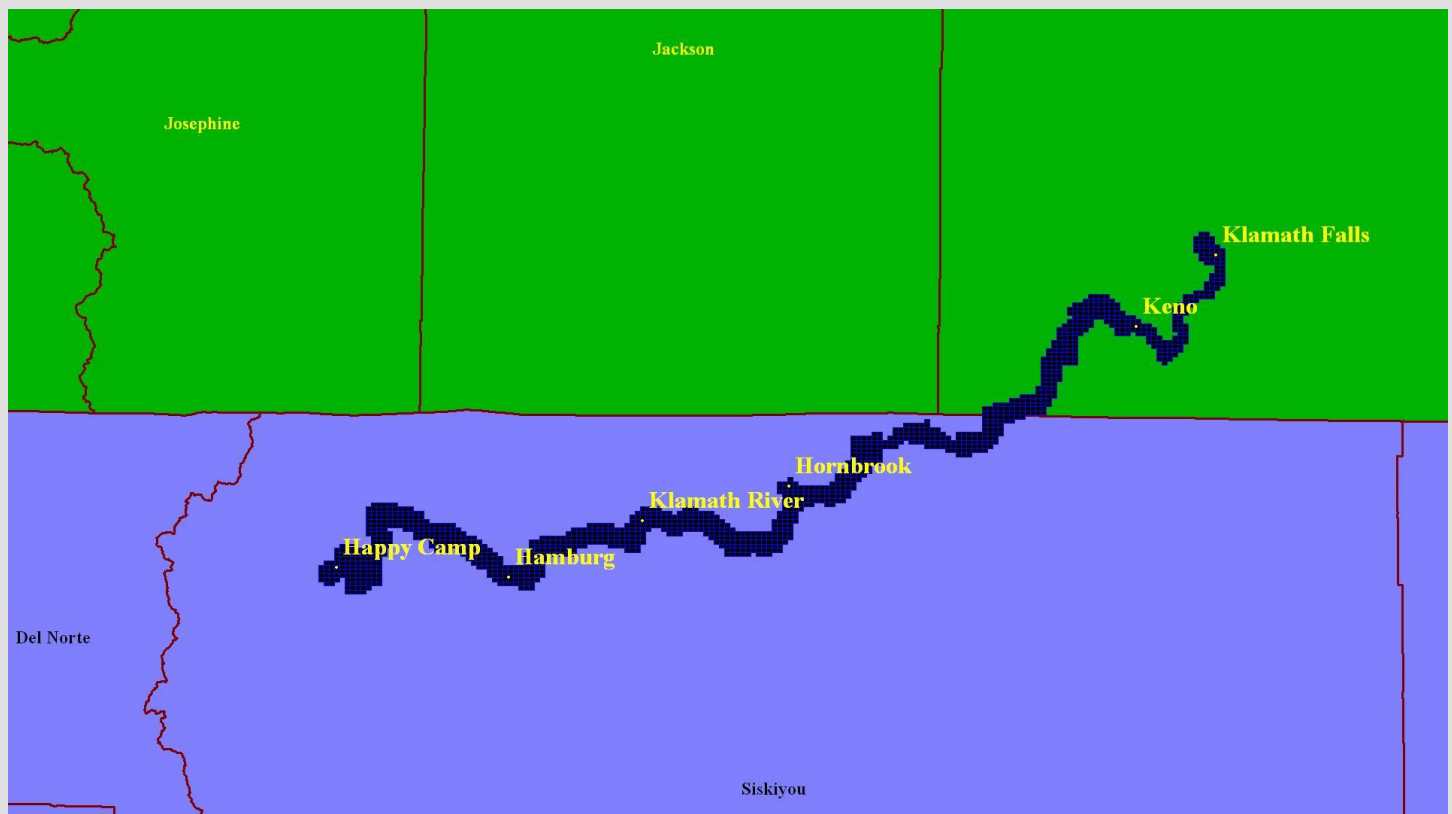 Jackson
Josephine
Klamath Falls
Keno
Hornbrook
Klamath River
Happy Camp
Hamburg
Del Norte
Siskiyou